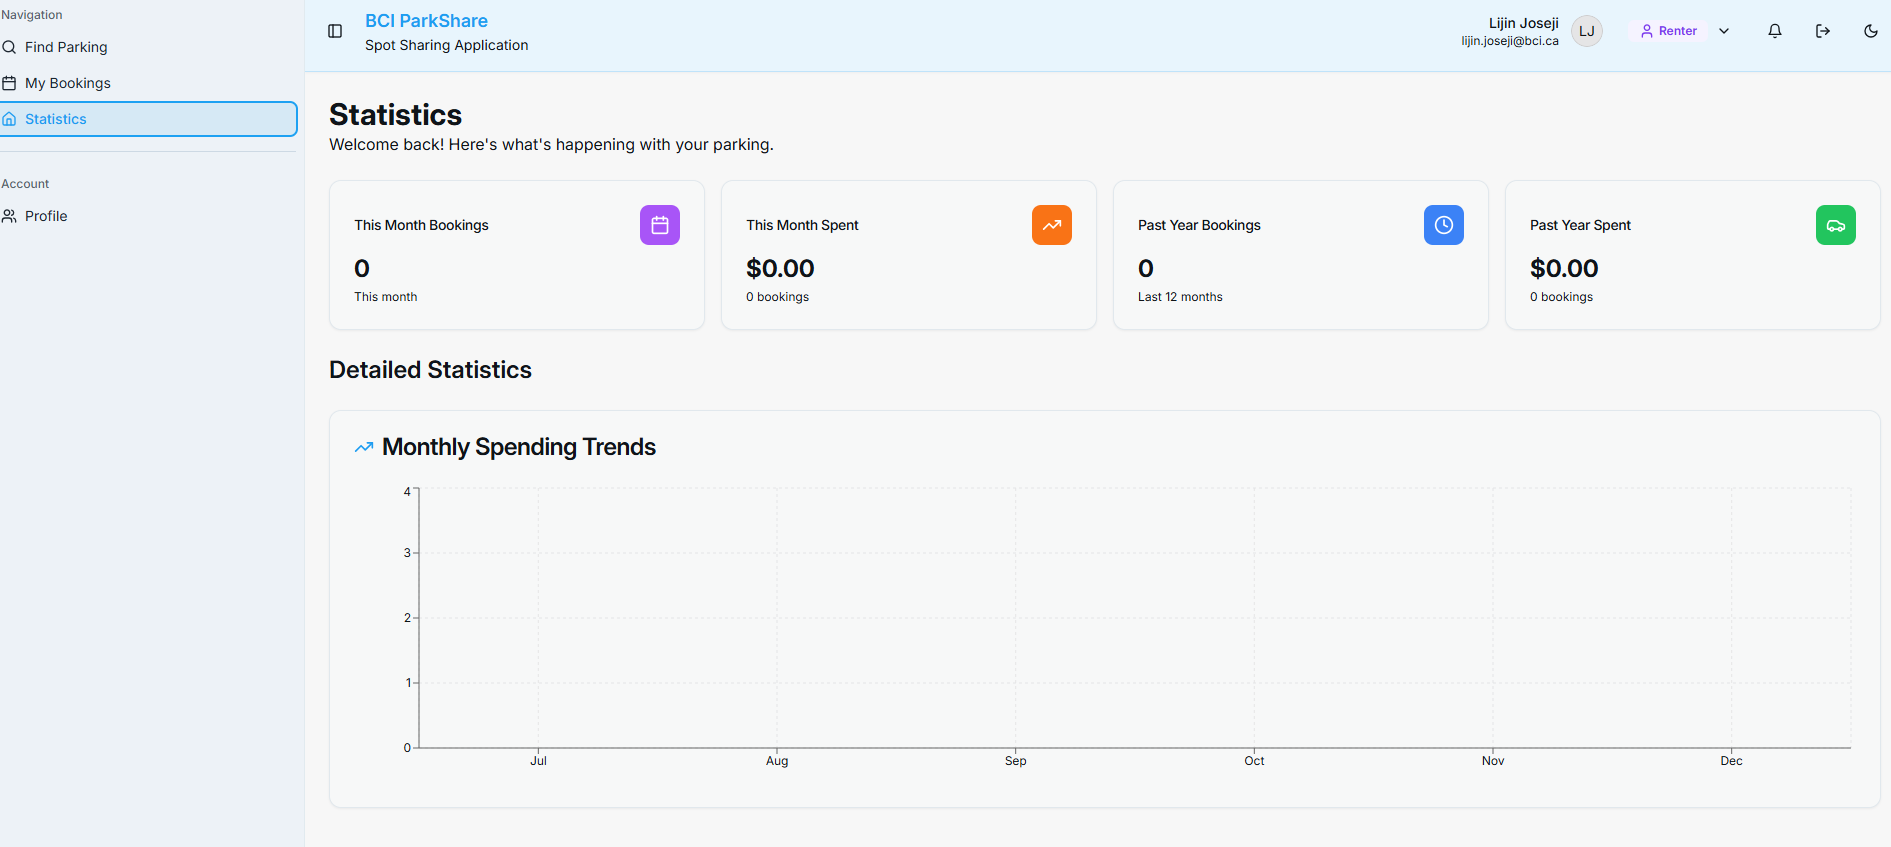 Navigation
Find Parking
My Bookings
Statistics
Account
Profile
BCI ParkShare
Spot Sharing Application
Lijin Joseji
lijin.joseji@bci.ca
LJ
Renter
Statistics
Welcome back! Here's what's happening with your parking.
This Month Bookings
0
This month
This Month Spent
$0.00
0 bookings
Past Year Bookings
0
Last 12 months
Past Year Spent
$0.00
0 bookings
Detailed Statistics
Monthly Spending Trends
4
3
2
1
0
Jul Aug Sep Oct Nov Dec